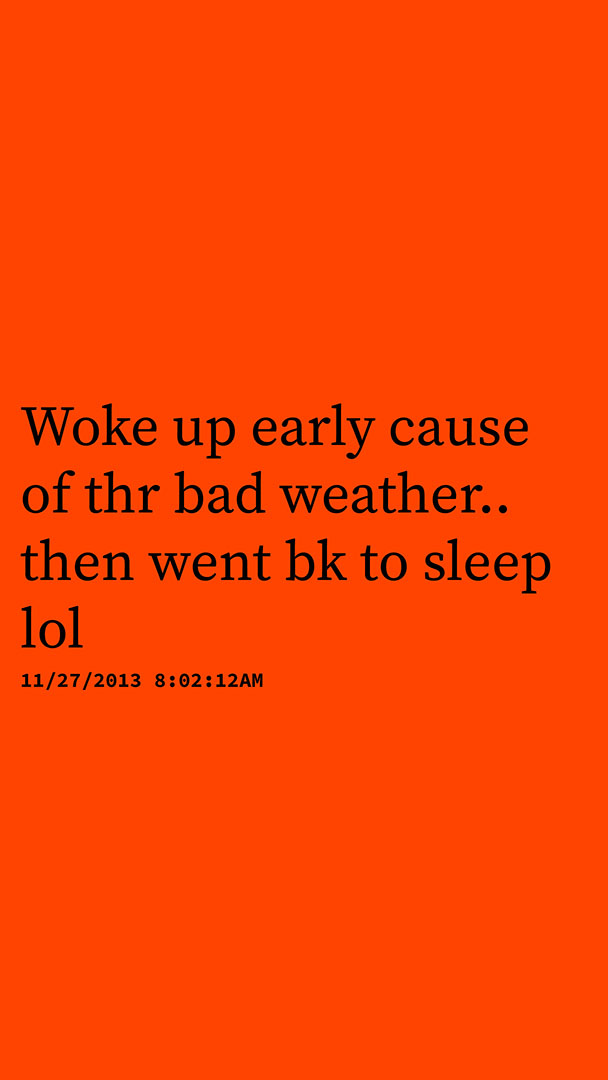 Woke up early cause
of thr bad weather..
then went bk to sleep
lol
11/27/2013 8:02:12AM